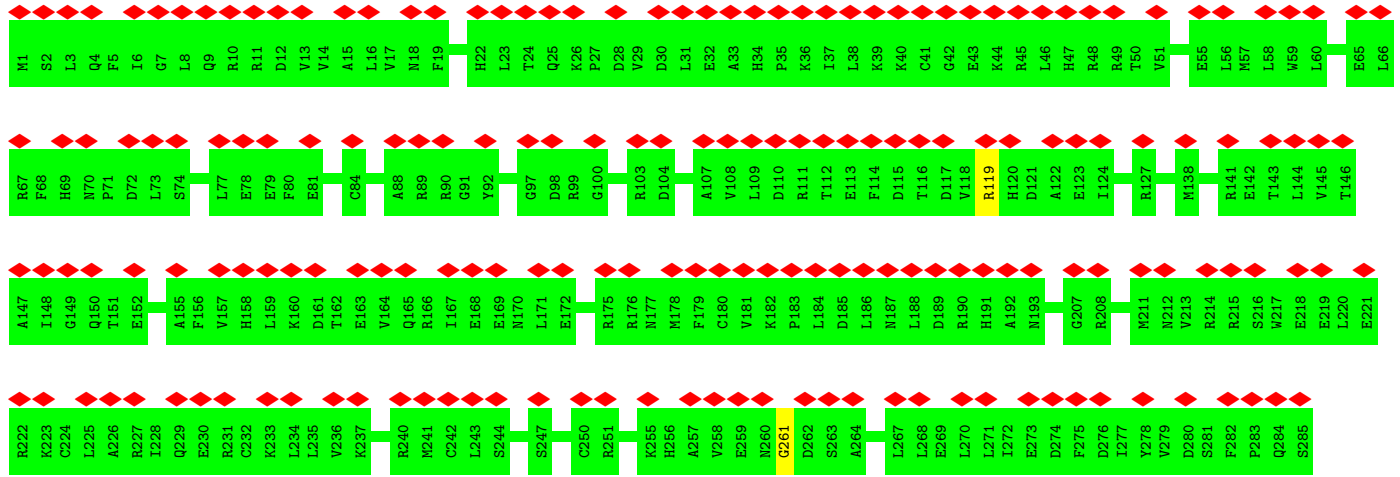 M1 S2 L3 Q4 F5 I6 G7 L8 Q9 R10 R11 D12 V13 V14 A15 L16 V17 N18 F19 H22 L23 T24 Q25 K26 P27 D28 V29 D30 L31 E32 A33 H34 P35 K36 I37 L38 K39 K40 C41 G42 E43 K44 R45 L46 H47 R48 R49 T50 V51 E55 L56 M57 L58 W59 L60 E65 L66
R67 F68 H69 N70 P71 D72 L73 S74 L77 E78 E79 F80 E81 C84 A88 R89 R90 G91 Y92 G97 D98 R99 G100 R103 D104 A107 V108 L109 D110 R111 T112 E113 F114 D115 T116 D117 V118 R119 H120 D121 A122 E123 I124 R127 M138 R141 E142 T143 L144 V145 T146
A147 I148 G149 Q150 T151 E152 A155 F156 V157 H158 L159 K160 D161 T162 E163 V164 Q165 R166 I167 E168 E169 N170 L171 E172 R175 R176 N177 M178 F179 C180 V181 K182 P183 L184 D185 L186 N187 L188 D189 R190 H191 A192 N193 G207 R208 M211 N212 V213 R214 R215 S216 W217 E218 E219 L220 E221
R222 K223 C224 L225 A226 R227 I228 Q229 E230 R231 C232 K233 L234 L235 V236 K237 R240 M241 C242 L243 S244 S247 C250 R251 K255 H256 A257 V258 E259 N260 G261 D262 S263 A264 L267 L268 E269 L270 L271 I272 E273 D274 F275 D276 I277 Y278 V279 D280 S281 F282 P283 Q284 S285